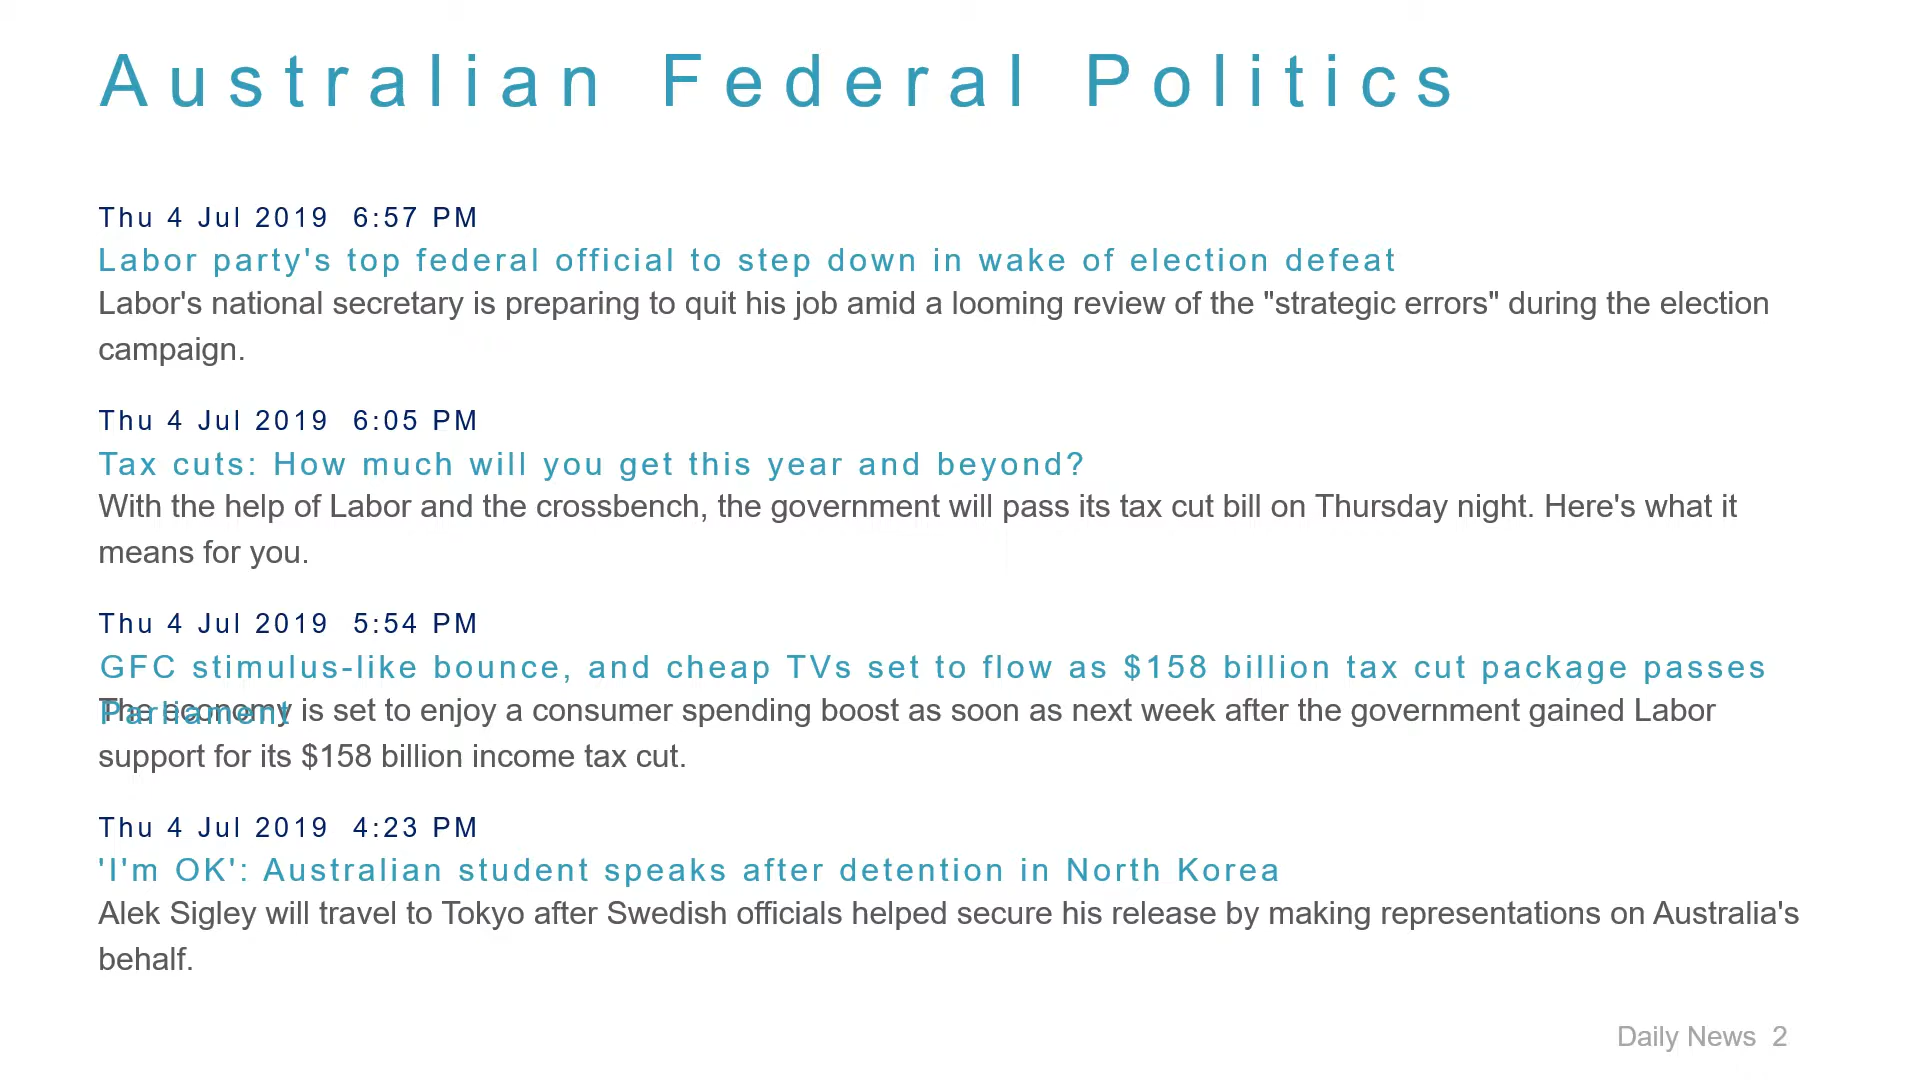 Australian Federal Politics
Thu 4 Jul 2019 6:57 PM
Labor party's top federal official to step down in wake of election defeat
Labor's national secretary is preparing to quit his job amid a looming review of the "strategic errors" during the election
campaign.
Thu 4 Jul 2019 6:05 PM
Tax cuts: How much will you get this year and beyond?
With the help of Labor and the crossbench, the government will pass its tax cut bill on Thursday night. Here's what it
means for you.
Thu 4 Jul 2019 5:54 PM
GFC stimulus-like bounce, and cheap TVs set to flow as $158 billion tax cut package passes
Parliament
The economy is set to enjoy a consumer spending boost as soon as next week after the government gained Labor
support for its $158 billion income tax cut.
Thu 4 Jul 2019 4:23 PM
'I'm OK': Australian student speaks after detention in North Korea
Alek Sigley will travel to Tokyo after Swedish officials helped secure his release by making representations on Australia's
behalf.
Daily News 2